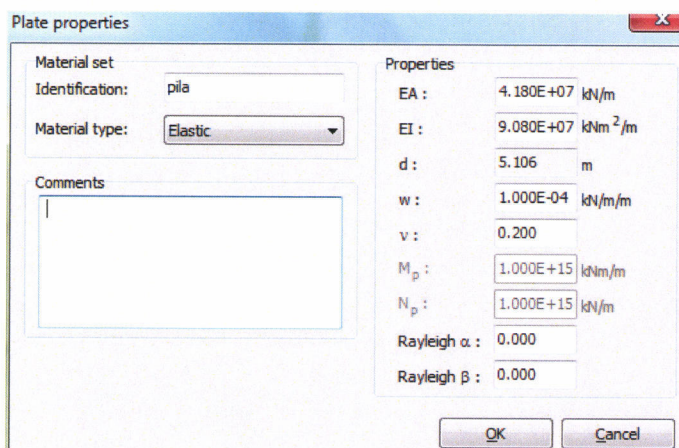 Plate properties
X
Material set
Identification: pila
Material type: Elastic
Comments
Properties
EA : 4.180E+07 kN/m
EI : 9.080E+07 kNm²/m
d : 5.106 m
w : 1.000E-04 kN/m/m
ν : 0.200
Mp : 1.000E+15 kNm/m
Np : 1.000E+15 kN/m
Rayleigh α : 0.000
Rayleigh β : 0.000
OK Cancel